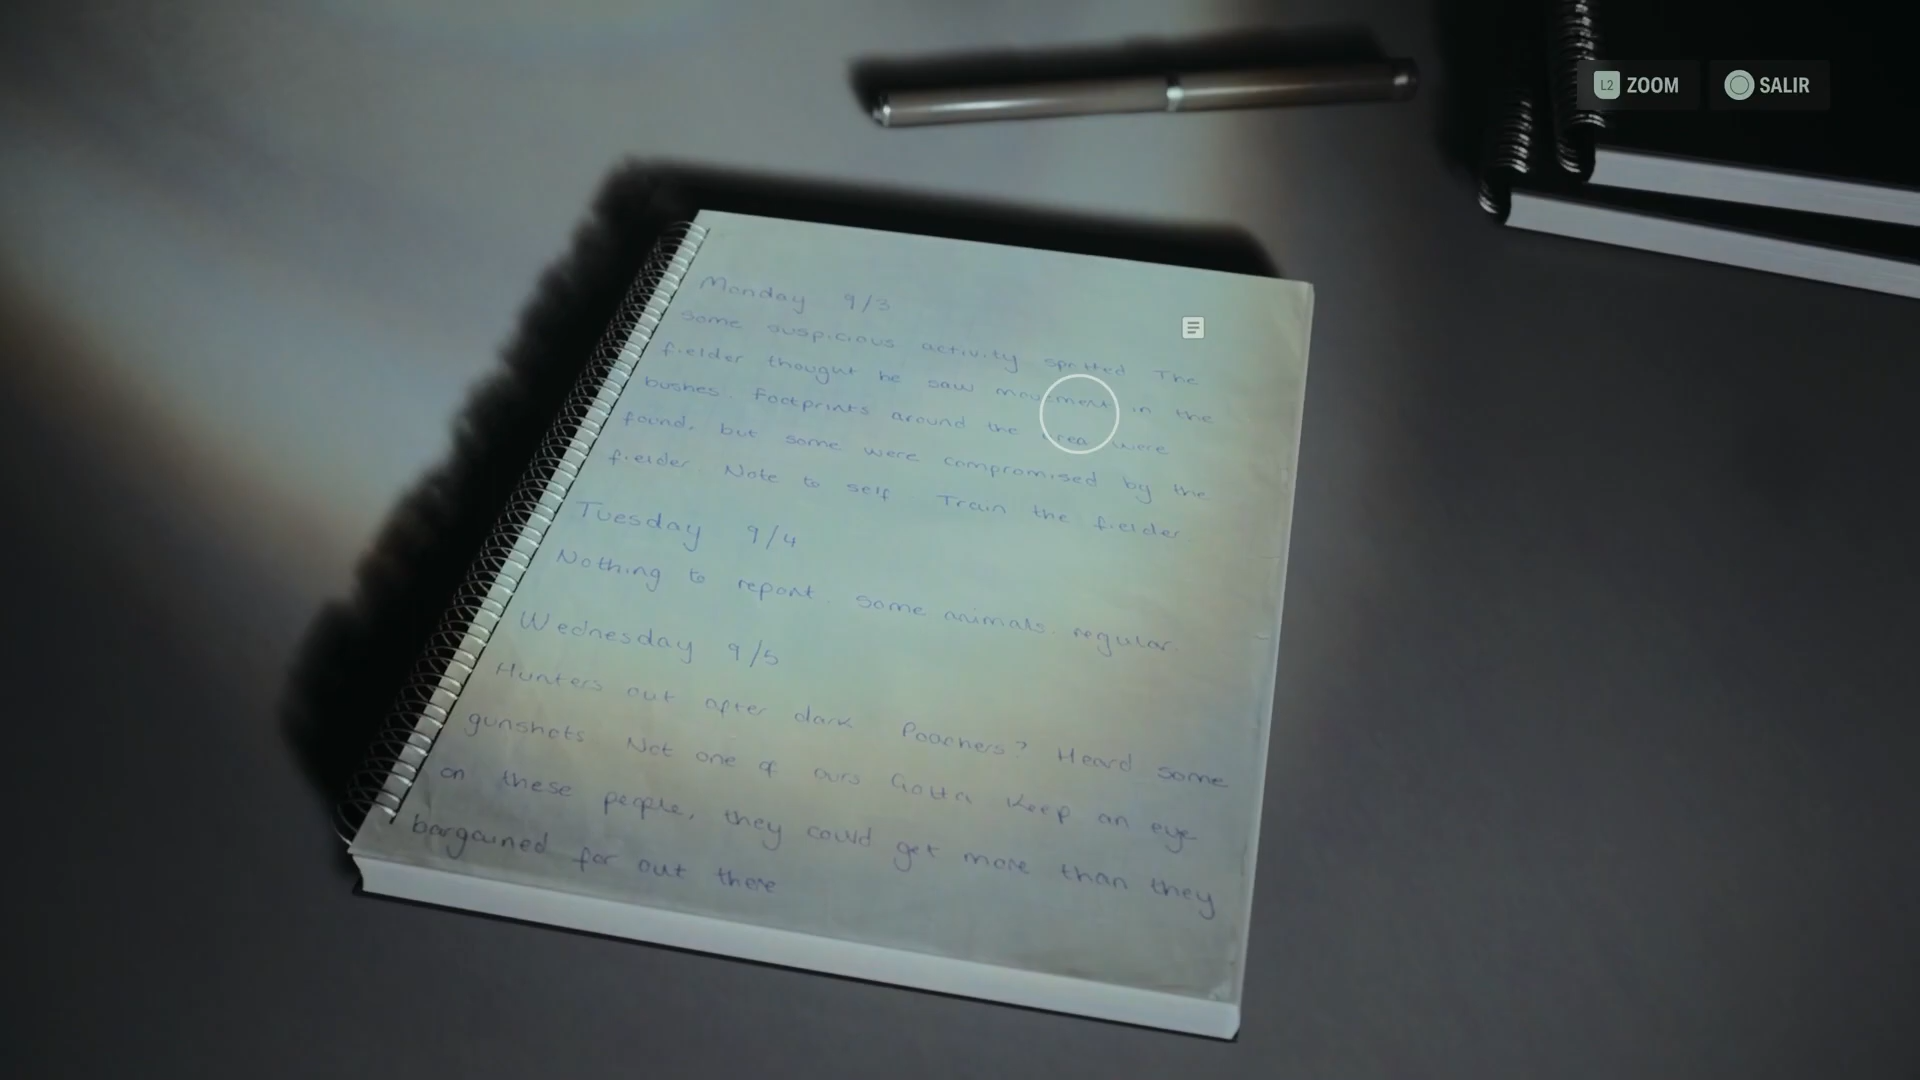 L2 ZOOM SALIR
Monday 9/3
Some suspicious activity spotted The
fielder thought he saw movement in the
bushes. Footprints around the area were
found, but some were compromised by the
fielder Note to self Train the fielder
Tuesday 9/4
Nothing to report. Some animals. regular.
Wednesday 9/5
Hunters out after dark Poachers? Heard some
gunshots Not one of ours Gotta keep an eye
on these people, they could get more than they
bargained for out there